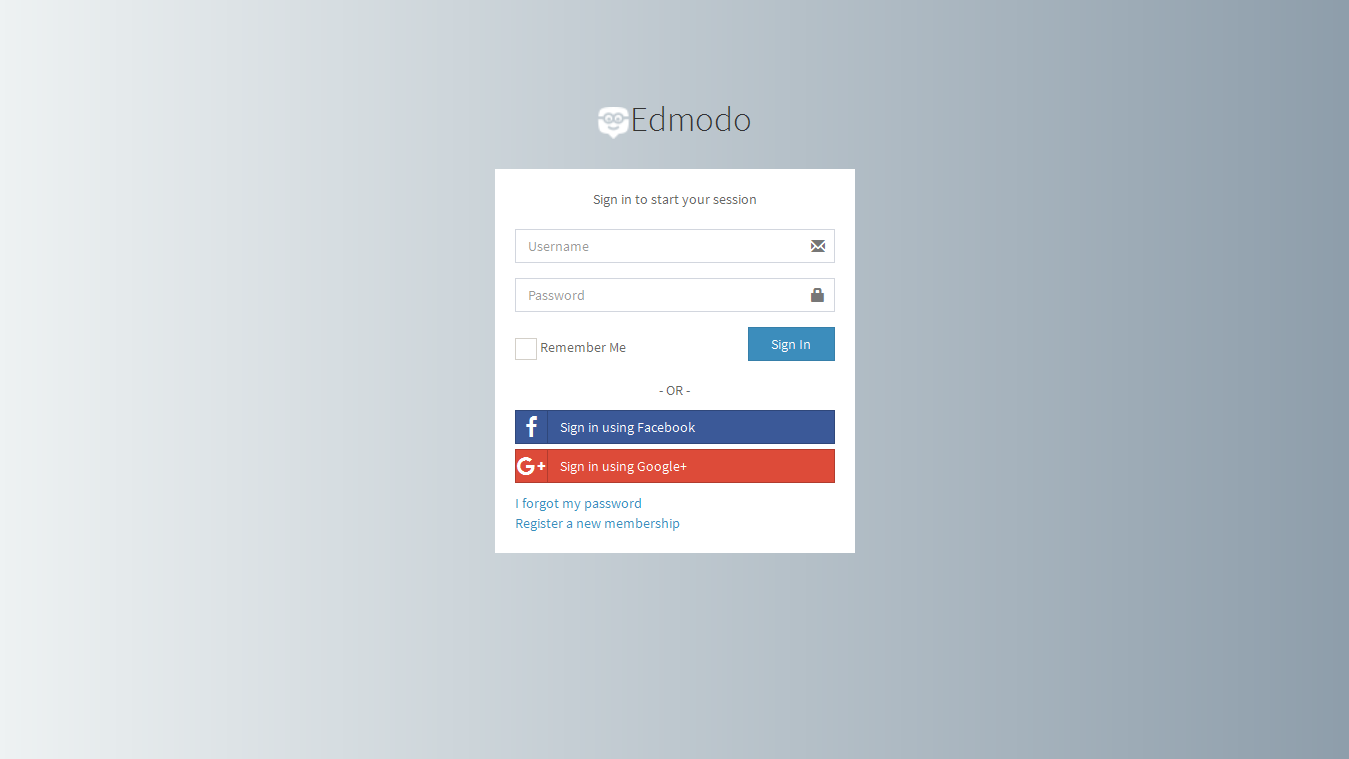 Edmodo
Sign in to start your session
Username
Password
Remember Me
Sign In
- OR -
Sign in using Facebook
G+ Sign in using Google+
I forgot my password
Register a new membership